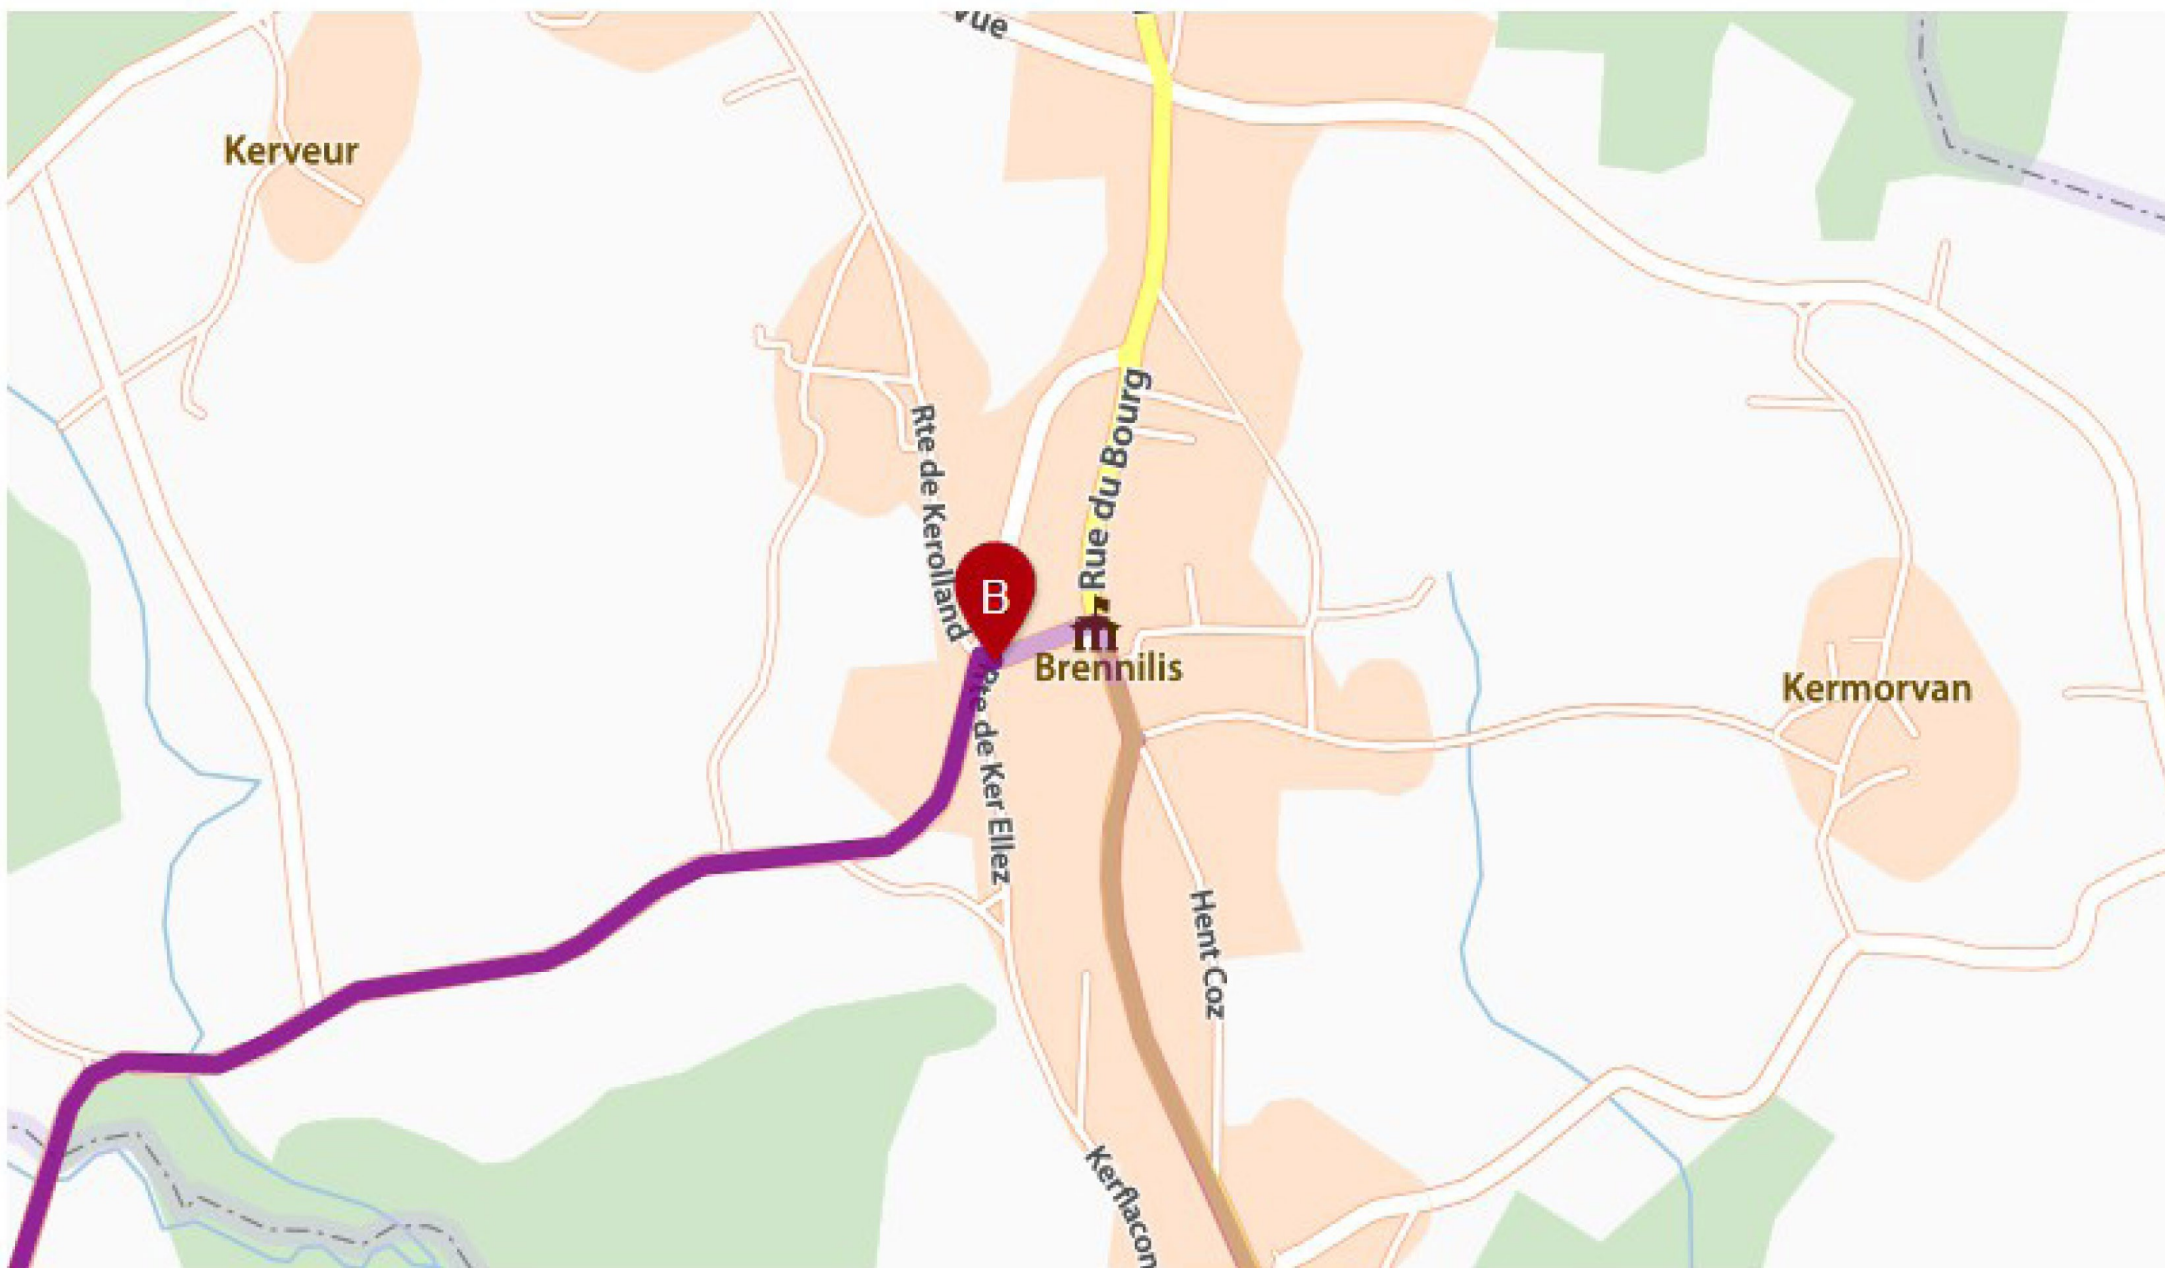 Vue
Kerveur
Rue du Bourg
Rte de Kerolland
B
Brennilis
Rte de Ker Ellez
Kermorvan
Hent Coz
Kerflacon